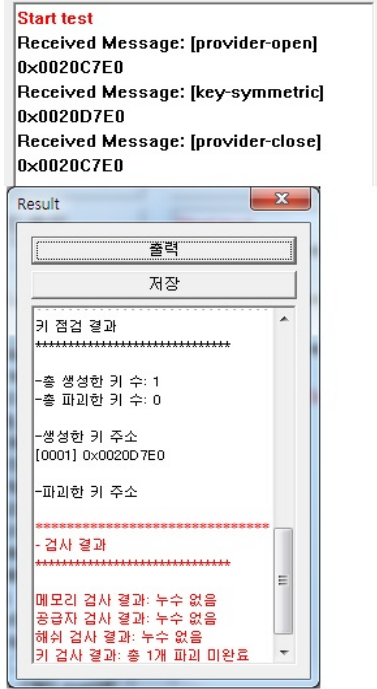 Start test
Received Message: [provider-open]
0x0020C7E0
Received Message: [key-symmetric]
0x0020D7E0
Received Message: [provider-close]
0x0020C7E0
Result
출력
저장
키 점검 결과
******************************
-총 생성한 키 수: 1
-총 파괴한 키 수: 0
-생성한 키 주소
[0001] 0x0020D7E0
-파괴한 키 주소
******************************
- 검사 결과
******************************
메모리 검사 결과: 누수 없음
공급자 검사 결과: 누수 없음
해쉬 검사 결과: 누수 없음
키 검사 결과: 총 1개 파괴 미완료